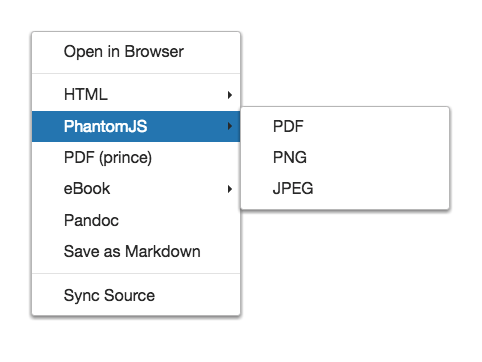 Open in Browser
HTML
PhantomJS
PDF (prince)
eBook
Pandoc
Save as Markdown
Sync Source
PDF
PNG
JPEG